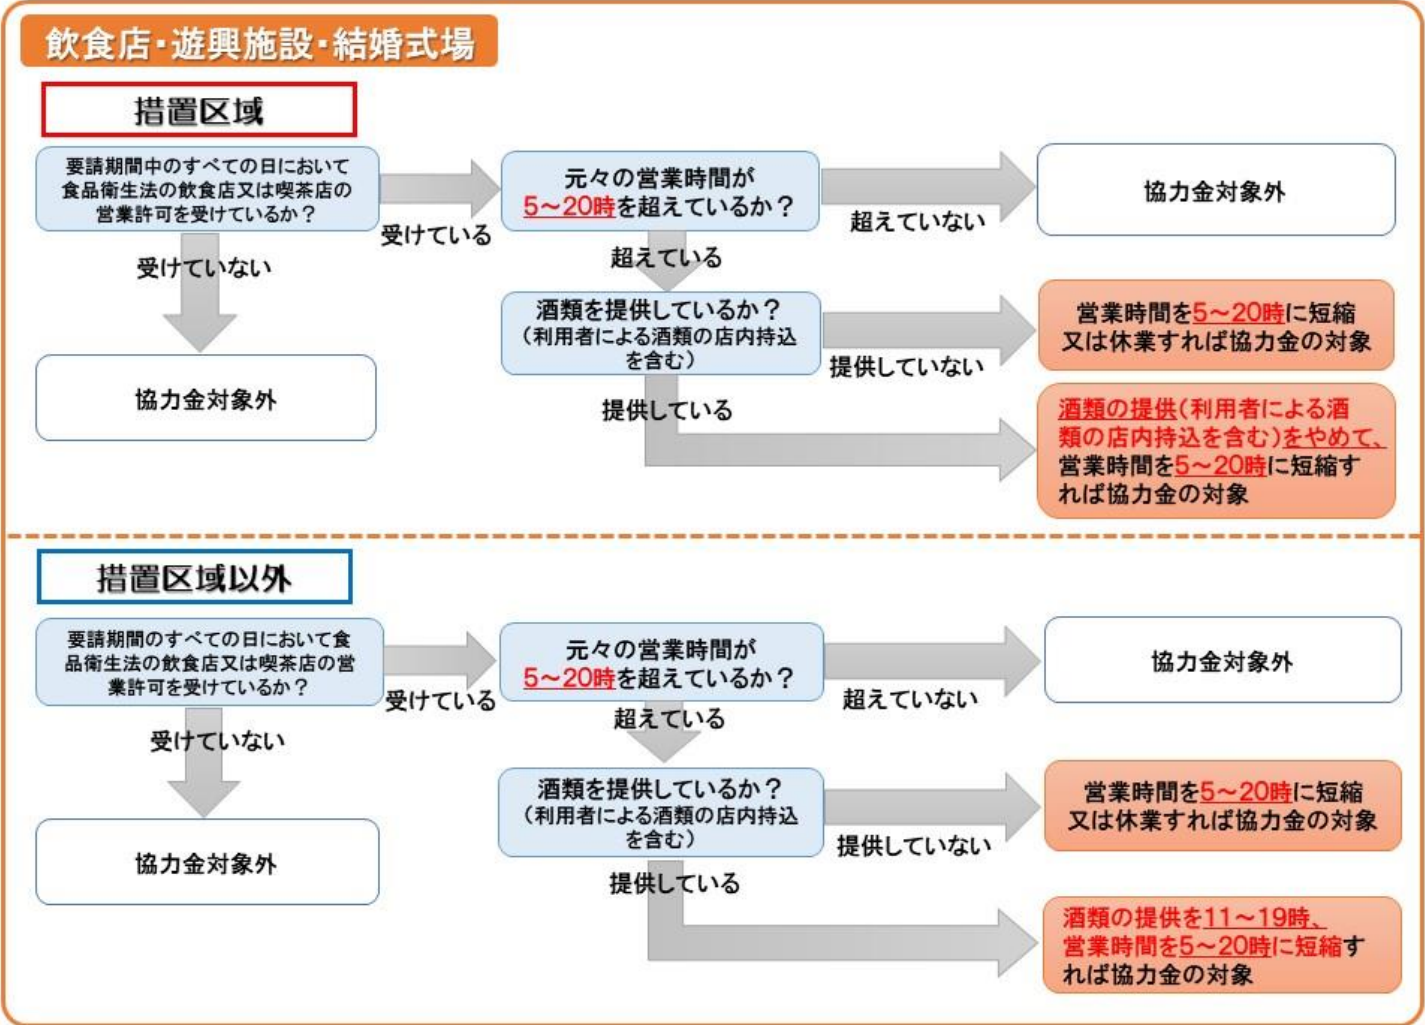 飲食店・遊興施設・結婚式場
措置区域
要請期間中のすべての日において
食品衛生法の飲食店又は喫茶店の
営業許可を受けているか？
受けている
受けていない
協力金対象外
元々の営業時間が
5～20時を超えているか？
超えていない
協力金対象外
超えている
酒類を提供しているか？
（利用者による酒類の店内持込
を含む）
提供していない
営業時間を5～20時に短縮
又は休業すれば協力金の対象
提供している
酒類の提供（利用者による酒
類の店内持込を含む）をやめて、
営業時間を5～20時に短縮す
れば協力金の対象
措置区域以外
要請期間のすべての日において食
品衛生法の飲食店又は喫茶店の営
業許可を受けているか？
受けている
受けていない
協力金対象外
元々の営業時間が
5～20時を超えているか？
超えていない
協力金対象外
超えている
酒類を提供しているか？
（利用者による酒類の店内持込
を含む）
提供していない
営業時間を5～20時に短縮
又は休業すれば協力金の対象
提供している
酒類の提供を11～19時、
営業時間を5～20時に短縮す
れば協力金の対象